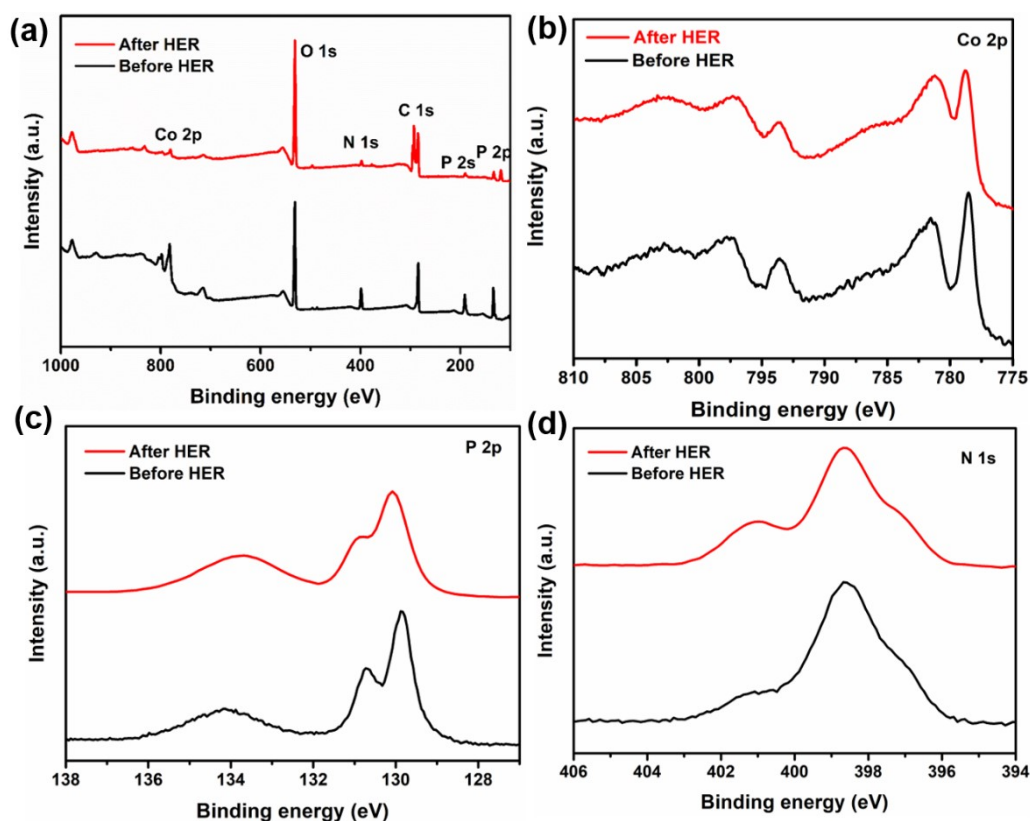 (a)
After HER
Before HER
O 1s
C 1s
Co 2p
N 1s
P 2s
P 2p
Intensity (a.u.)
1000 800 600 400 200
Binding energy (eV)
(b)
After HER
Before HER
Co 2p
Intensity (a.u.)
810 805 800 795 790 785 780 775
Binding energy (eV)
(c)
After HER
Before HER
P 2p
Intensity (a.u.)
138 136 134 132 130 128
Binding energy (eV)
(d)
After HER
Before HER
N 1s
Intensity (a.u.)
406 404 402 400 398 396 394
Binding energy (eV)